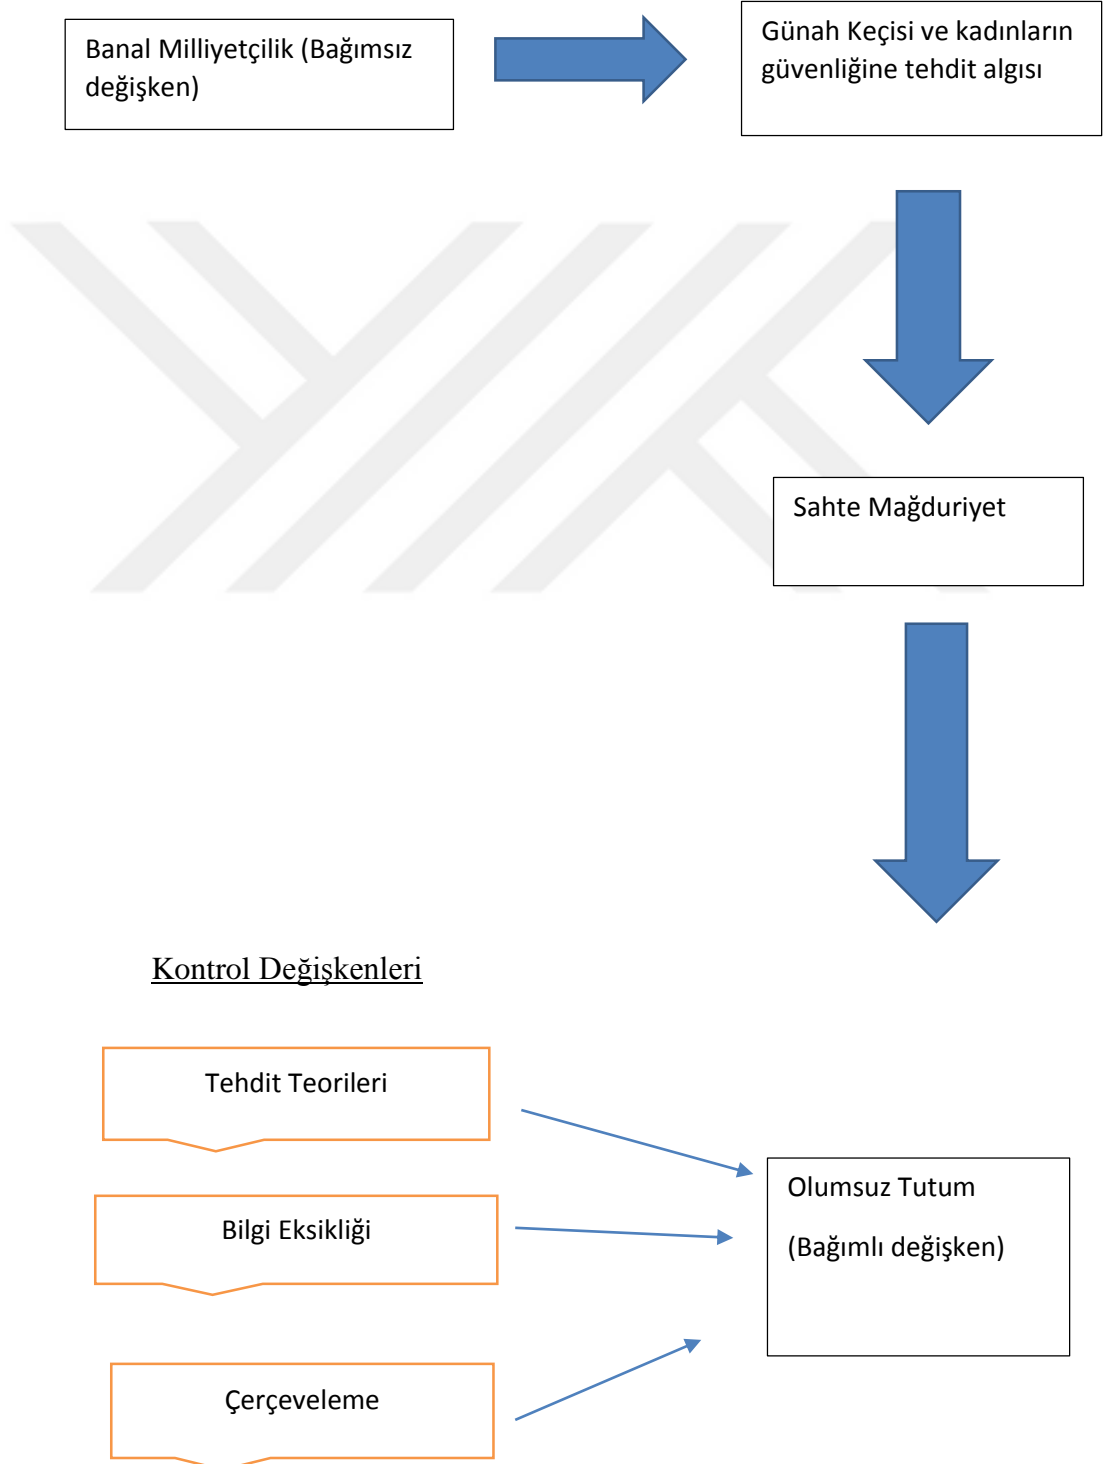 Banal Milliyetçilik (Bağımsız
değişken)
Günah Keçisi ve kadınların
güvenliğine tehdit algısı
Sahte Mağduriyet
Kontrol Değişkenleri
Tehdit Teorileri
Bilgi Eksikliği
Çerçeveleme
Olumsuz Tutum
(Bağımlı değişken)